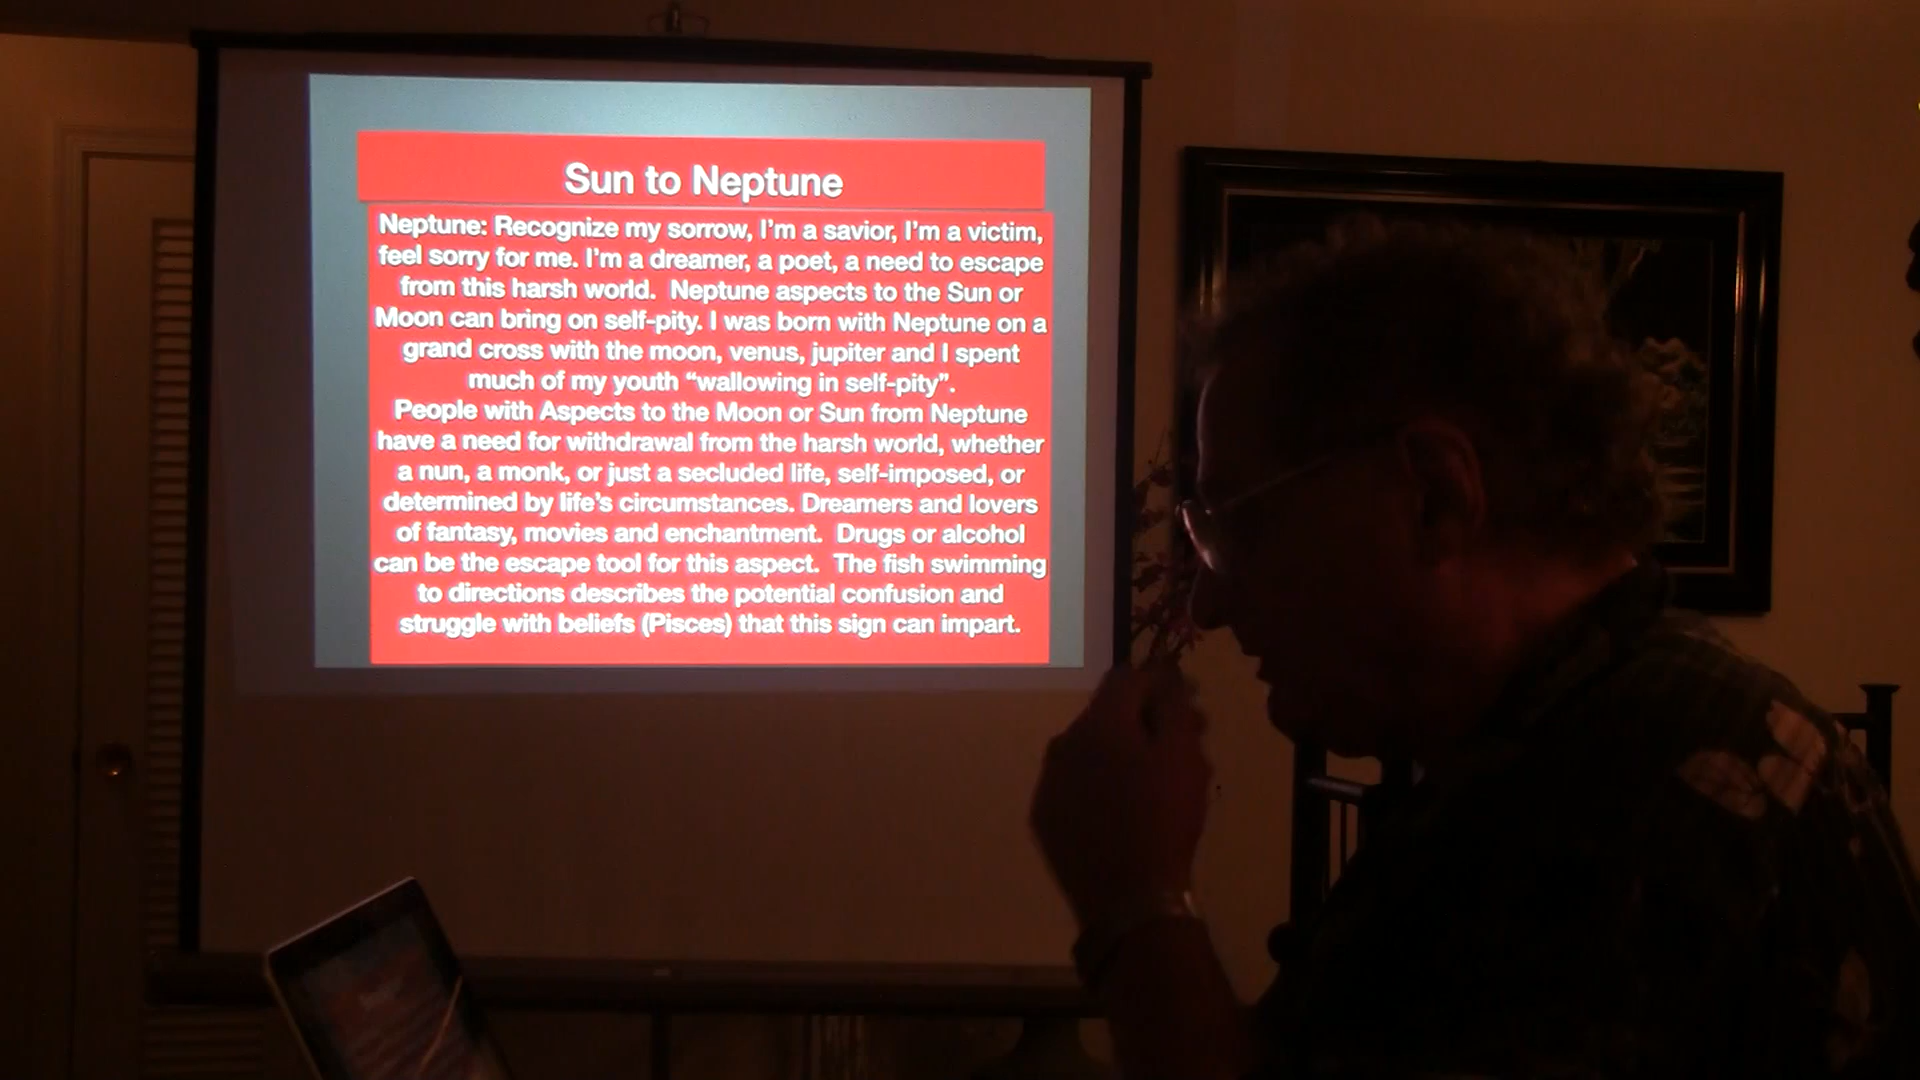 Sun to Neptune
Neptune: Recognize my sorrow, I'm a savior, I'm a victim,
feel sorry for me. I'm a dreamer, a poet, a need to escape
from this harsh world.  Neptune aspects to the Sun or
Moon can bring on self-pity. I was born with Neptune on a
grand cross with the moon, venus, jupiter and I spent
much of my youth “wallowing in self-pity”.
People with Aspects to the Moon or Sun from Neptune
have a need for withdrawal from the harsh world, whether
a nun, a monk, or just a secluded life, self-imposed, or
determined by life's circumstances. Dreamers and lovers
of fantasy, movies and enchantment.  Drugs or alcohol
can be the escape tool for this aspect.  The fish swimming
to directions describes the potential confusion and
struggle with beliefs (Pisces) that this sign can impart.